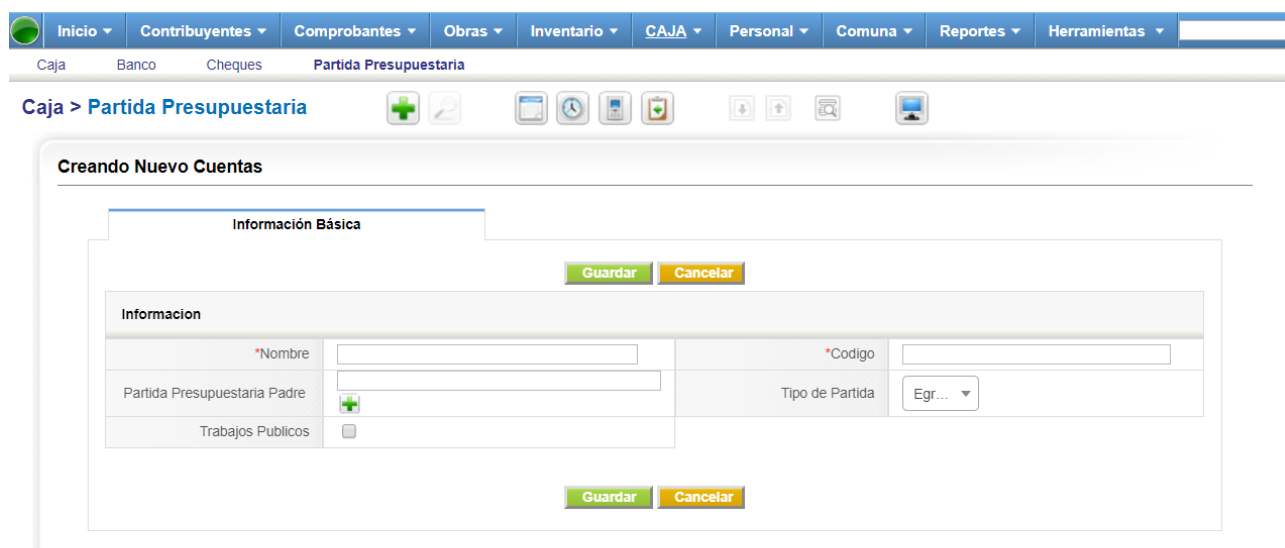 Inicio Contribuyentes Comprobantes Obras Inventario CAJA Personal Comuna Reportes Herramientas
Caja Banco Cheques Partida Presupuestaria
Caja > Partida Presupuestaria
Creando Nuevo Cuentas
Información Básica
Guardar Cancelar
Informacion
*Nombre *Codigo
Partida Presupuestaria Padre Tipo de Partida Egr...
Trabajos Publicos
Guardar Cancelar